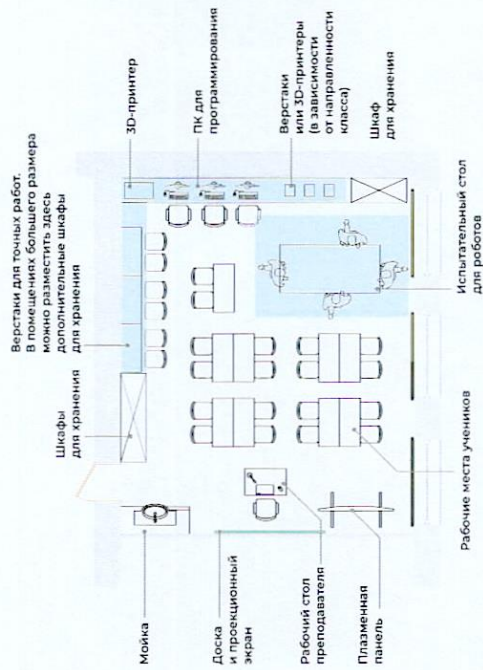 Верстаки для точных работ.
В помещениях большего размера
можно разместить здесь
дополнительные шкафы
для хранения
Шкафы
для хранения
3D-принтер
ПК для
программирования
Верстаки
или 3D-принтеры
(в зависимости
от направленности
класса)
Шкаф
для хранения
Мойка
Доска
и проекционный
экран
Рабочий стол
преподавателя
Плазменная
панель
Рабочие места учеников
Испытательный стол
для роботов